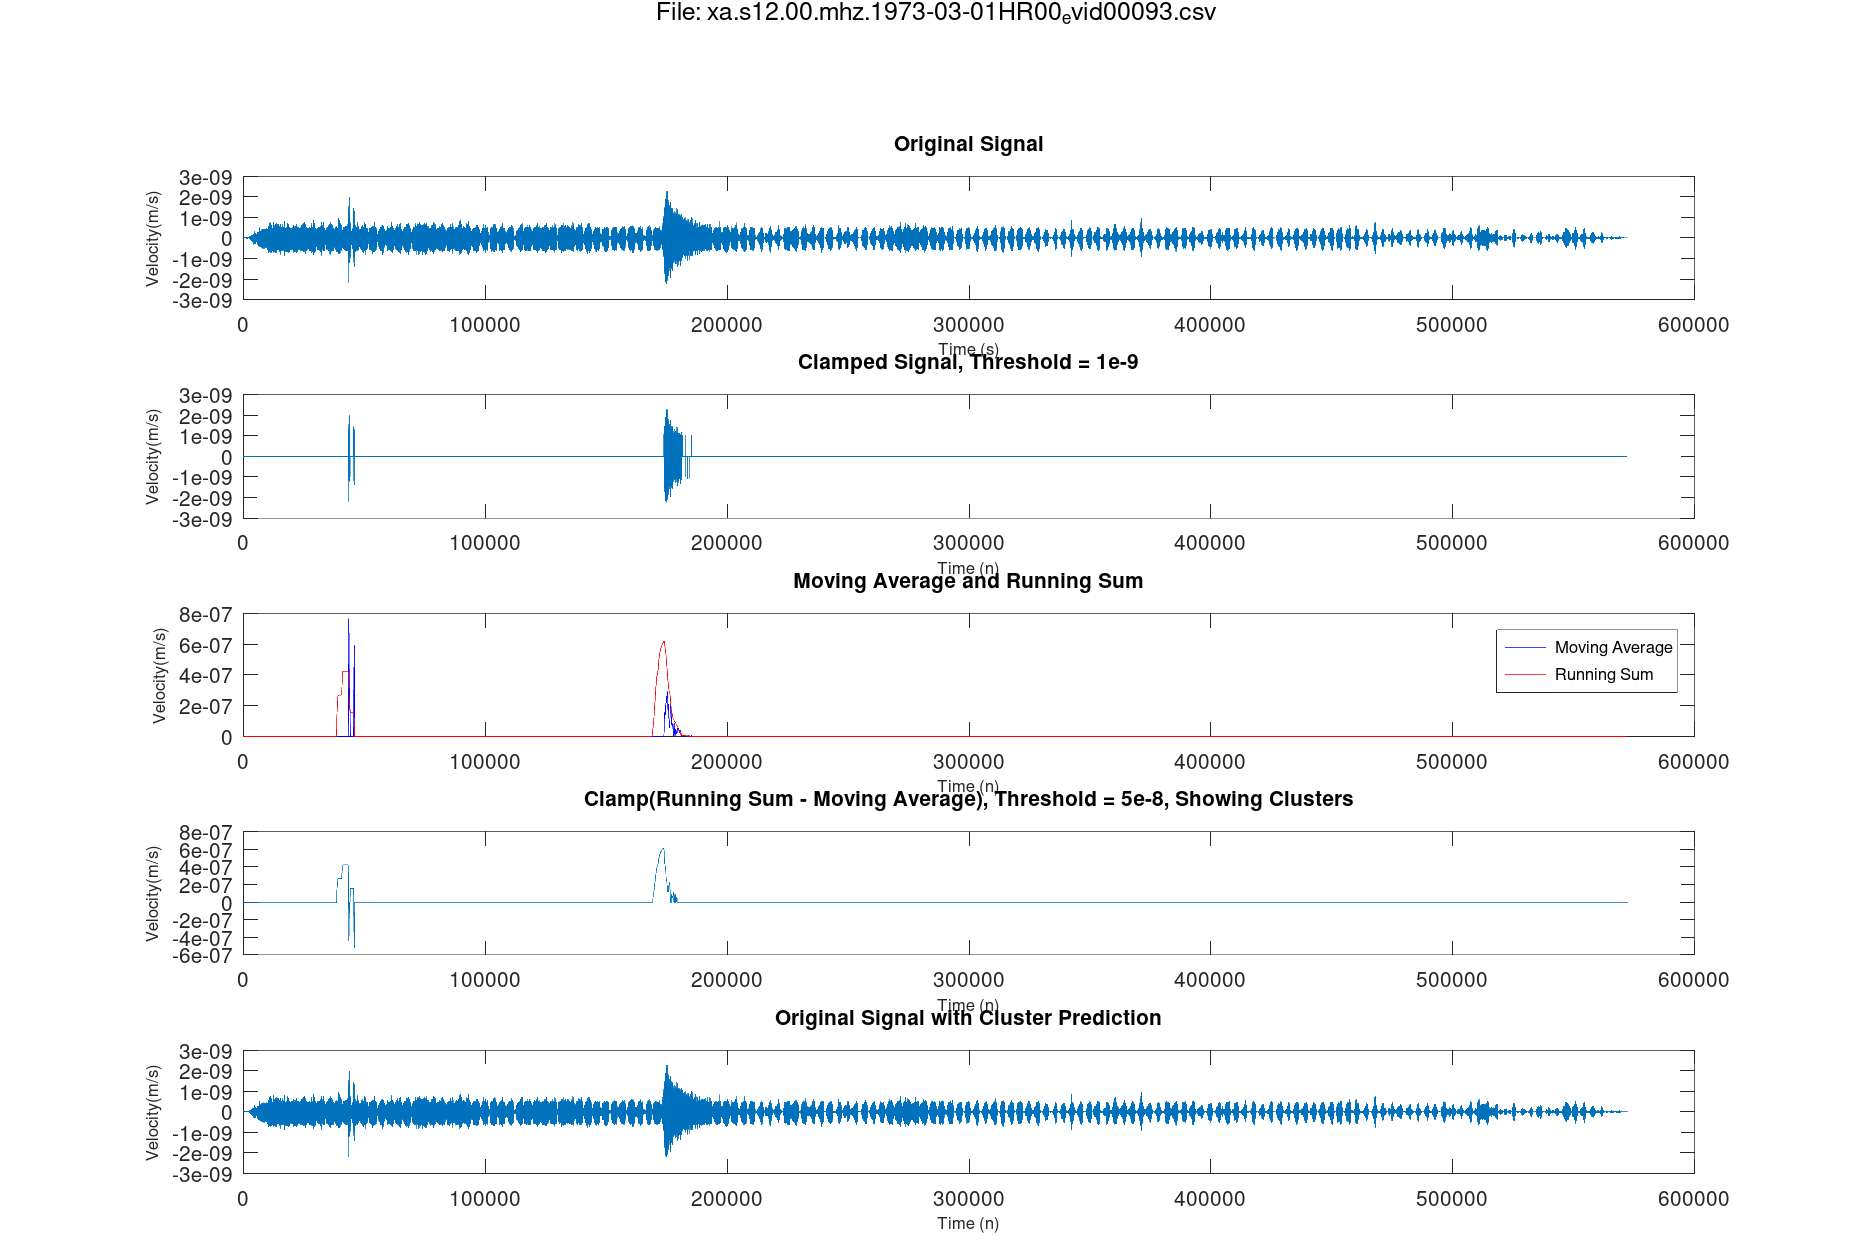 File: xa.s12.00.mhz.1973-03-01HR00evid00093.csv
Original Signal
3e-09
2e-09
1e-09
0
-1e-09
-2e-09
-3e-09
Velocity(m/s)
0 100000 200000 300000 400000 500000 600000
Time (s)
Clamped Signal, Threshold = 1e-9
3e-09
2e-09
1e-09
0
-1e-09
-2e-09
-3e-09
Velocity(m/s)
0 100000 200000 300000 400000 500000 600000
Time (n)
Moving Average and Running Sum
8e-07
6e-07
4e-07
2e-07
0
Velocity(m/s)
Moving Average
Running Sum
0 100000 200000 300000 400000 500000 600000
Time (n)
Clamp(Running Sum - Moving Average), Threshold = 5e-8, Showing Clusters
8e-07
6e-07
4e-07
2e-07
0
-2e-07
-4e-07
-6e-07
Velocity(m/s)
0 100000 200000 300000 400000 500000 600000
Time (n)
Original Signal with Cluster Prediction
3e-09
2e-09
1e-09
0
-1e-09
-2e-09
-3e-09
Velocity(m/s)
0 100000 200000 300000 400000 500000 600000
Time (n)